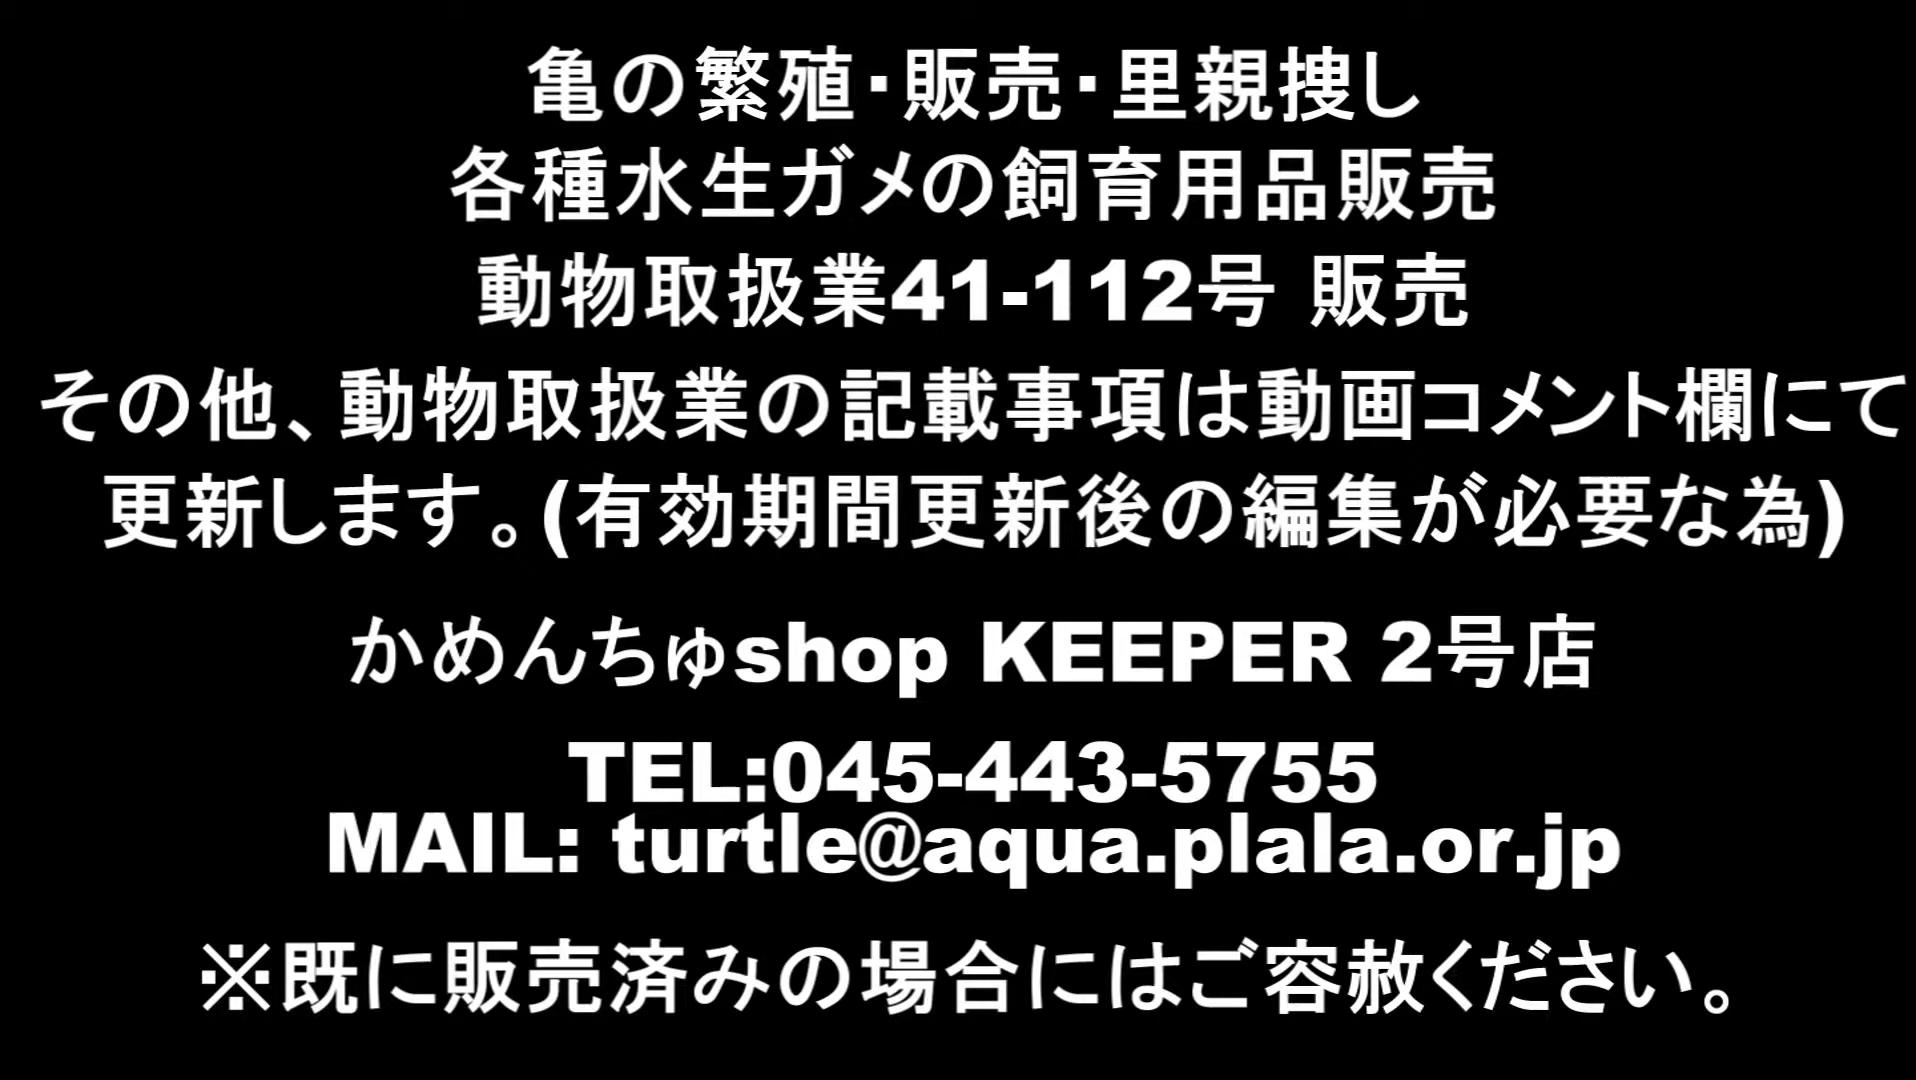 亀の繁殖・販売・里親捜し
各種水生ガメの飼育用品販売
動物取扱業41-112号 販売
その他、動物取扱業の記載事項は動画コメント欄にて
更新します。(有効期間更新後の編集が必要な為)
かめんちゅshop KEEPER 2号店
TEL:045-443-5755
MAIL: turtle@aqua.plala.or.jp
※既に販売済みの場合にはご容赦ください。